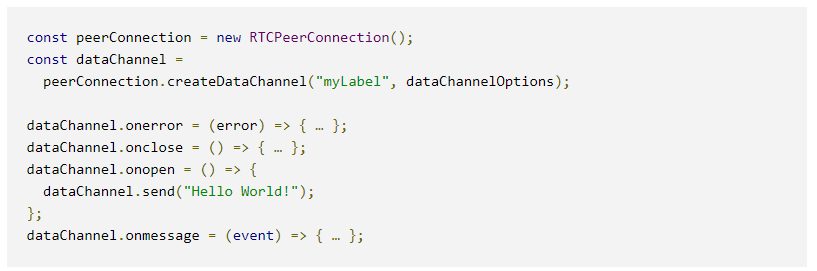 const peerConnection = new RTCPeerConnection();
const dataChannel =
  peerConnection.createDataChannel("myLabel", dataChannelOptions);

dataChannel.onerror = (error) => { … };
dataChannel.onclose = () => { … };
dataChannel.onopen = () => {
  dataChannel.send("Hello World!");
};
dataChannel.onmessage = (event) => { … };